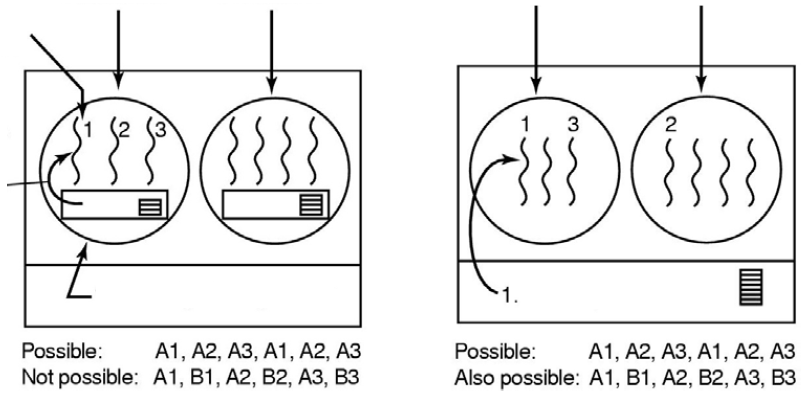 1 2 3
1 3 2
1.
Possible: A1, A2, A3, A1, A2, A3
Not possible: A1, B1, A2, B2, A3, B3
Possible: A1, A2, A3, A1, A2, A3
Also possible: A1, B1, A2, B2, A3, B3